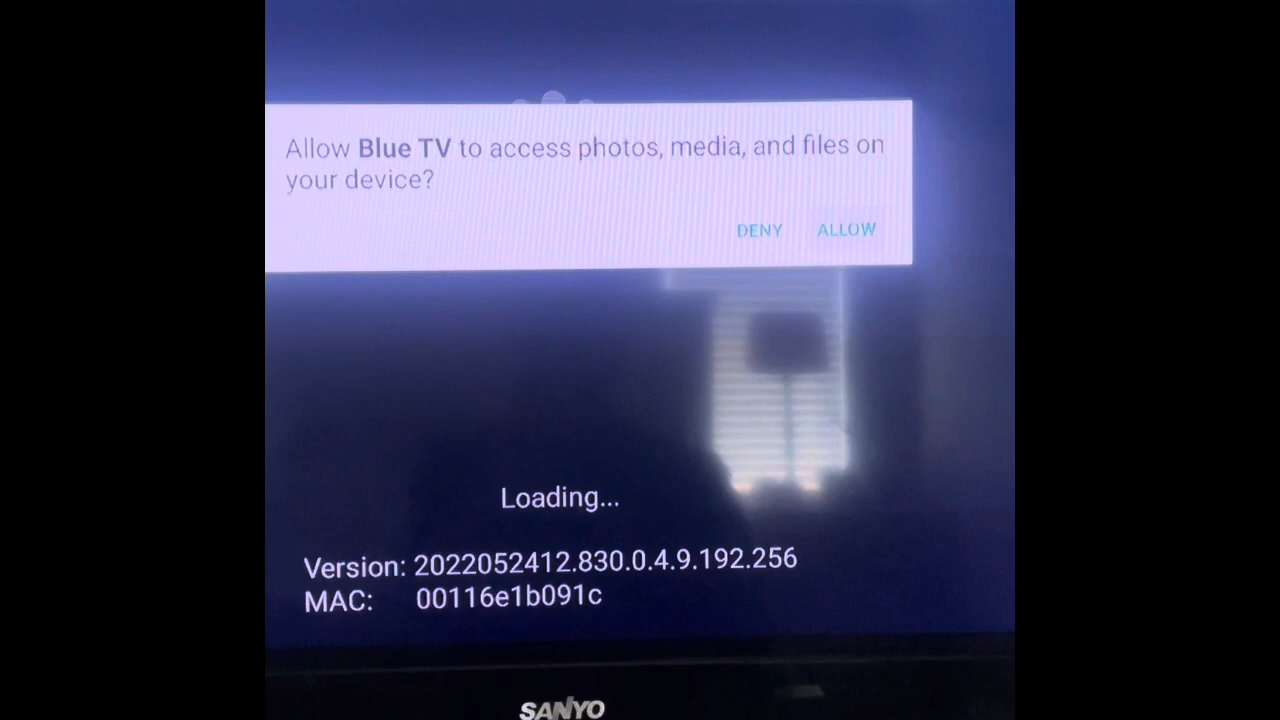 Allow Blue TV to access photos, media, and files on
your device?
DENY ALLOW
Loading...
Version: 2022052412.830.0.4.9.192.256
MAC: 00116e1b091c
SANYO